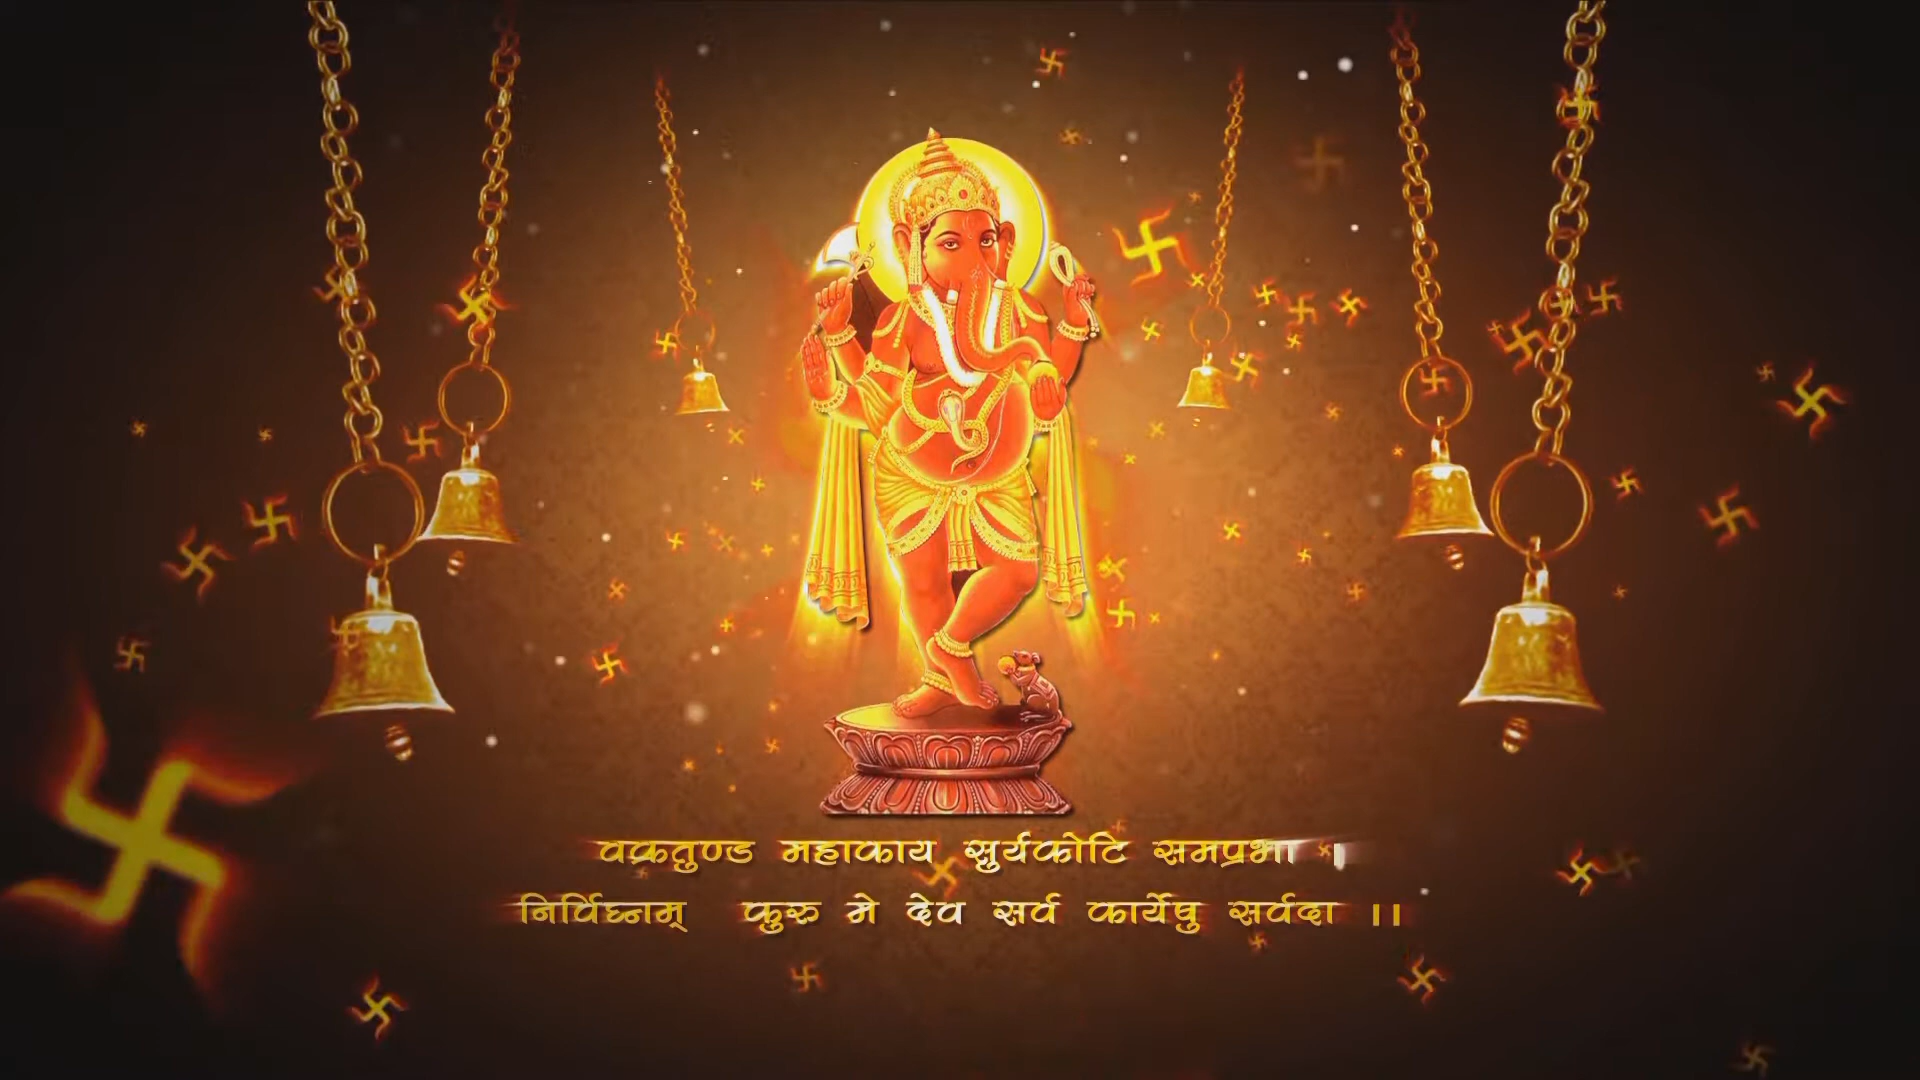 वक्रतुण्ड महाकाय सुर्यकोटि समप्रभा ।
निर्विघ्नम् कुरु मे देव सर्व कार्येषु सर्वदा ।।